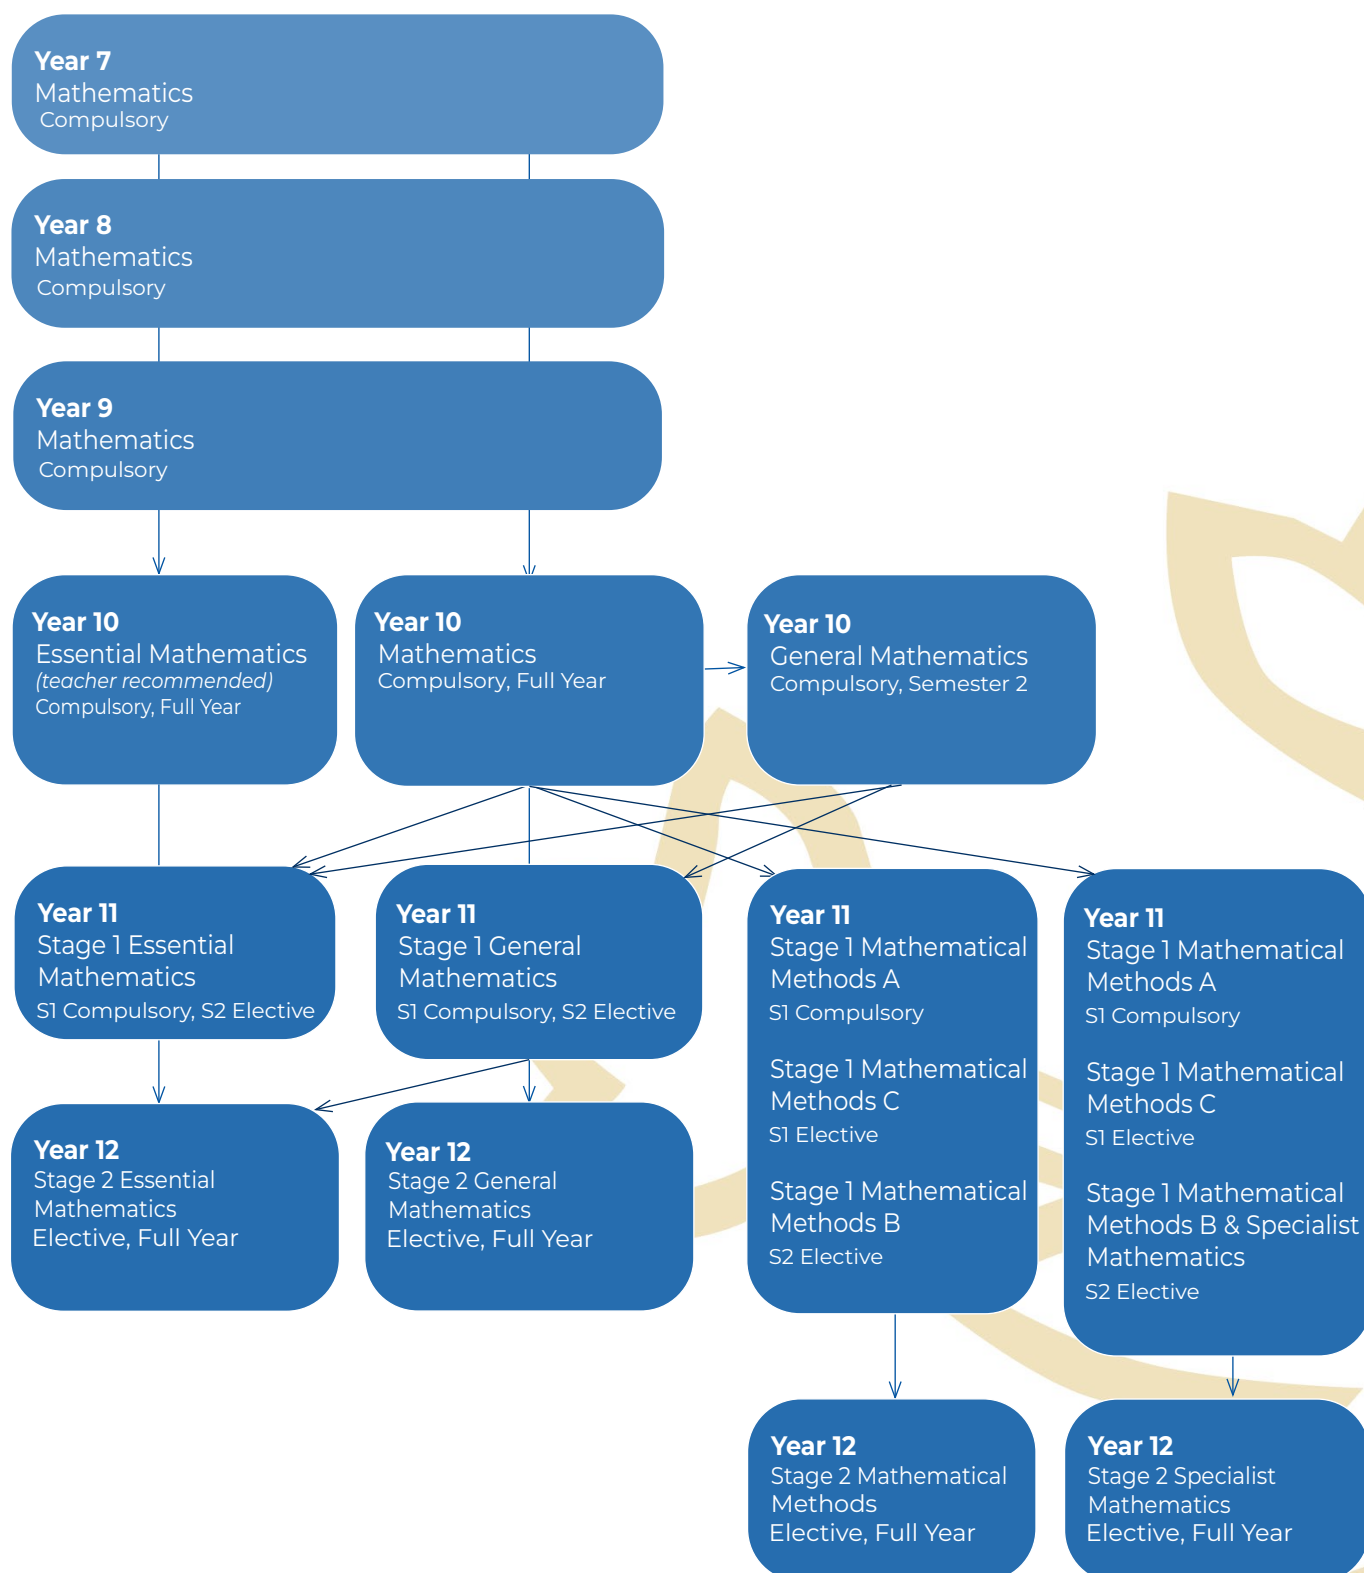 Year 7
Mathematics
Compulsory
Year 8
Mathematics
Compulsory
Year 9
Mathematics
Compulsory
Year 10
Essential Mathematics
(teacher recommended)
Compulsory, Full Year
Year 10
Mathematics
Compulsory, Full Year
Year 10
General Mathematics
Compulsory, Semester 2
Year 11
Stage 1 Essential
Mathematics
S1 Compulsory, S2 Elective
Year 11
Stage 1 General
Mathematics
S1 Compulsory, S2 Elective
Year 11
Stage 1 Mathematical
Methods A
S1 Compulsory
Stage 1 Mathematical
Methods C
S1 Elective
Stage 1 Mathematical
Methods B
S2 Elective
Year 11
Stage 1 Mathematical
Methods A
S1 Compulsory
Stage 1 Mathematical
Methods C
S1 Elective
Stage 1 Mathematical
Methods B & Specialist
Mathematics
S2 Elective
Year 12
Stage 2 Essential
Mathematics
Elective, Full Year
Year 12
Stage 2 General
Mathematics
Elective, Full Year
Year 12
Stage 2 Mathematical
Methods
Elective, Full Year
Year 12
Stage 2 Specialist
Mathematics
Elective, Full Year